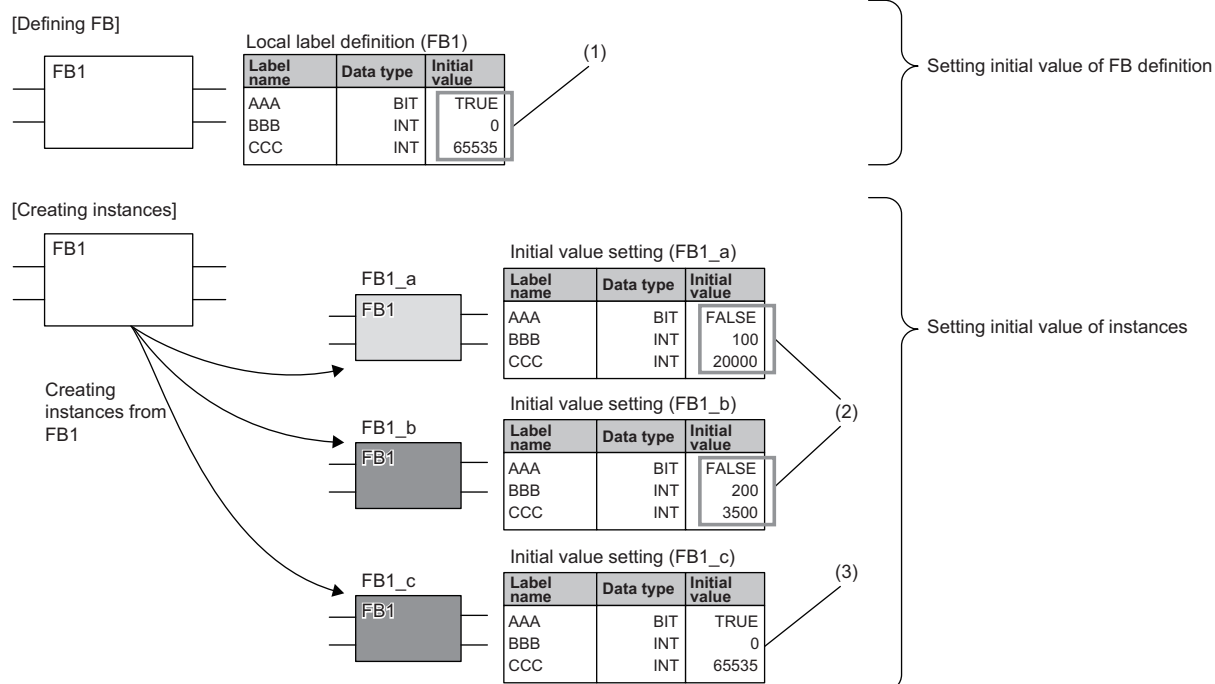 [Defining FB]
FB1
Local label definition (FB1)
Label name Data type Initial value
AAA BIT TRUE
BBB INT 0
CCC INT 65535
(1)
Setting initial value of FB definition
[Creating instances]
FB1
Creating
instances from
FB1
FB1_a
FB1
Initial value setting (FB1_a)
Label name Data type Initial value
AAA BIT FALSE
BBB INT 100
CCC INT 20000
FB1_b
FB1
Initial value setting (FB1_b)
Label name Data type Initial value
AAA BIT FALSE
BBB INT 200
CCC INT 3500
(2)
FB1_c
FB1
Initial value setting (FB1_c)
Label name Data type Initial value
AAA BIT TRUE
BBB INT 0
CCC INT 65535
(3)
Setting initial value of instances